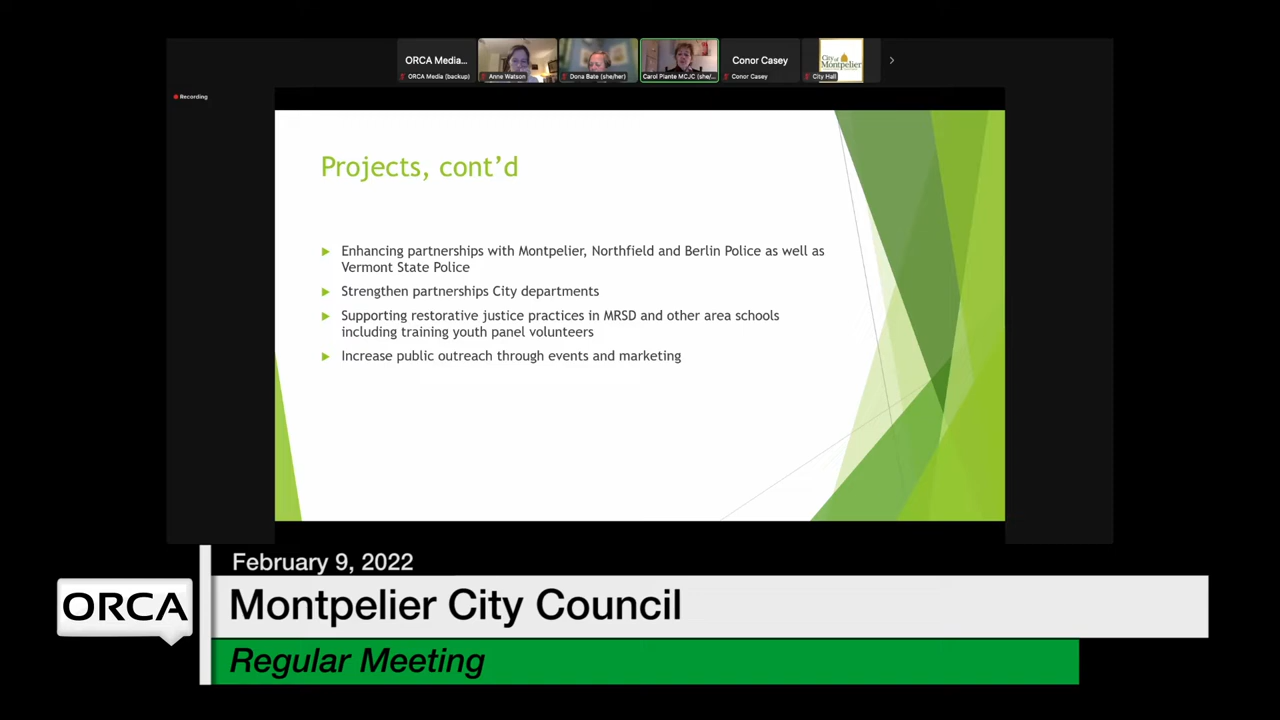 ORCA Media...
Conor Casey
City of
Montpelier
ORCA Media (backup)
Anne Watson
Dona Bate (she/her)
Carol Plante MCJC (she/...
Conor Casey
City Hall
Recording
Projects, cont'd
Enhancing partnerships with Montpelier, Northfield and Berlin Police as well as
Vermont State Police
Strengthen partnerships City departments
Supporting restorative justice practices in MRSD and other area schools
including training youth panel volunteers
Increase public outreach through events and marketing
February 9, 2022
ORCA
Montpelier City Council
Regular Meeting